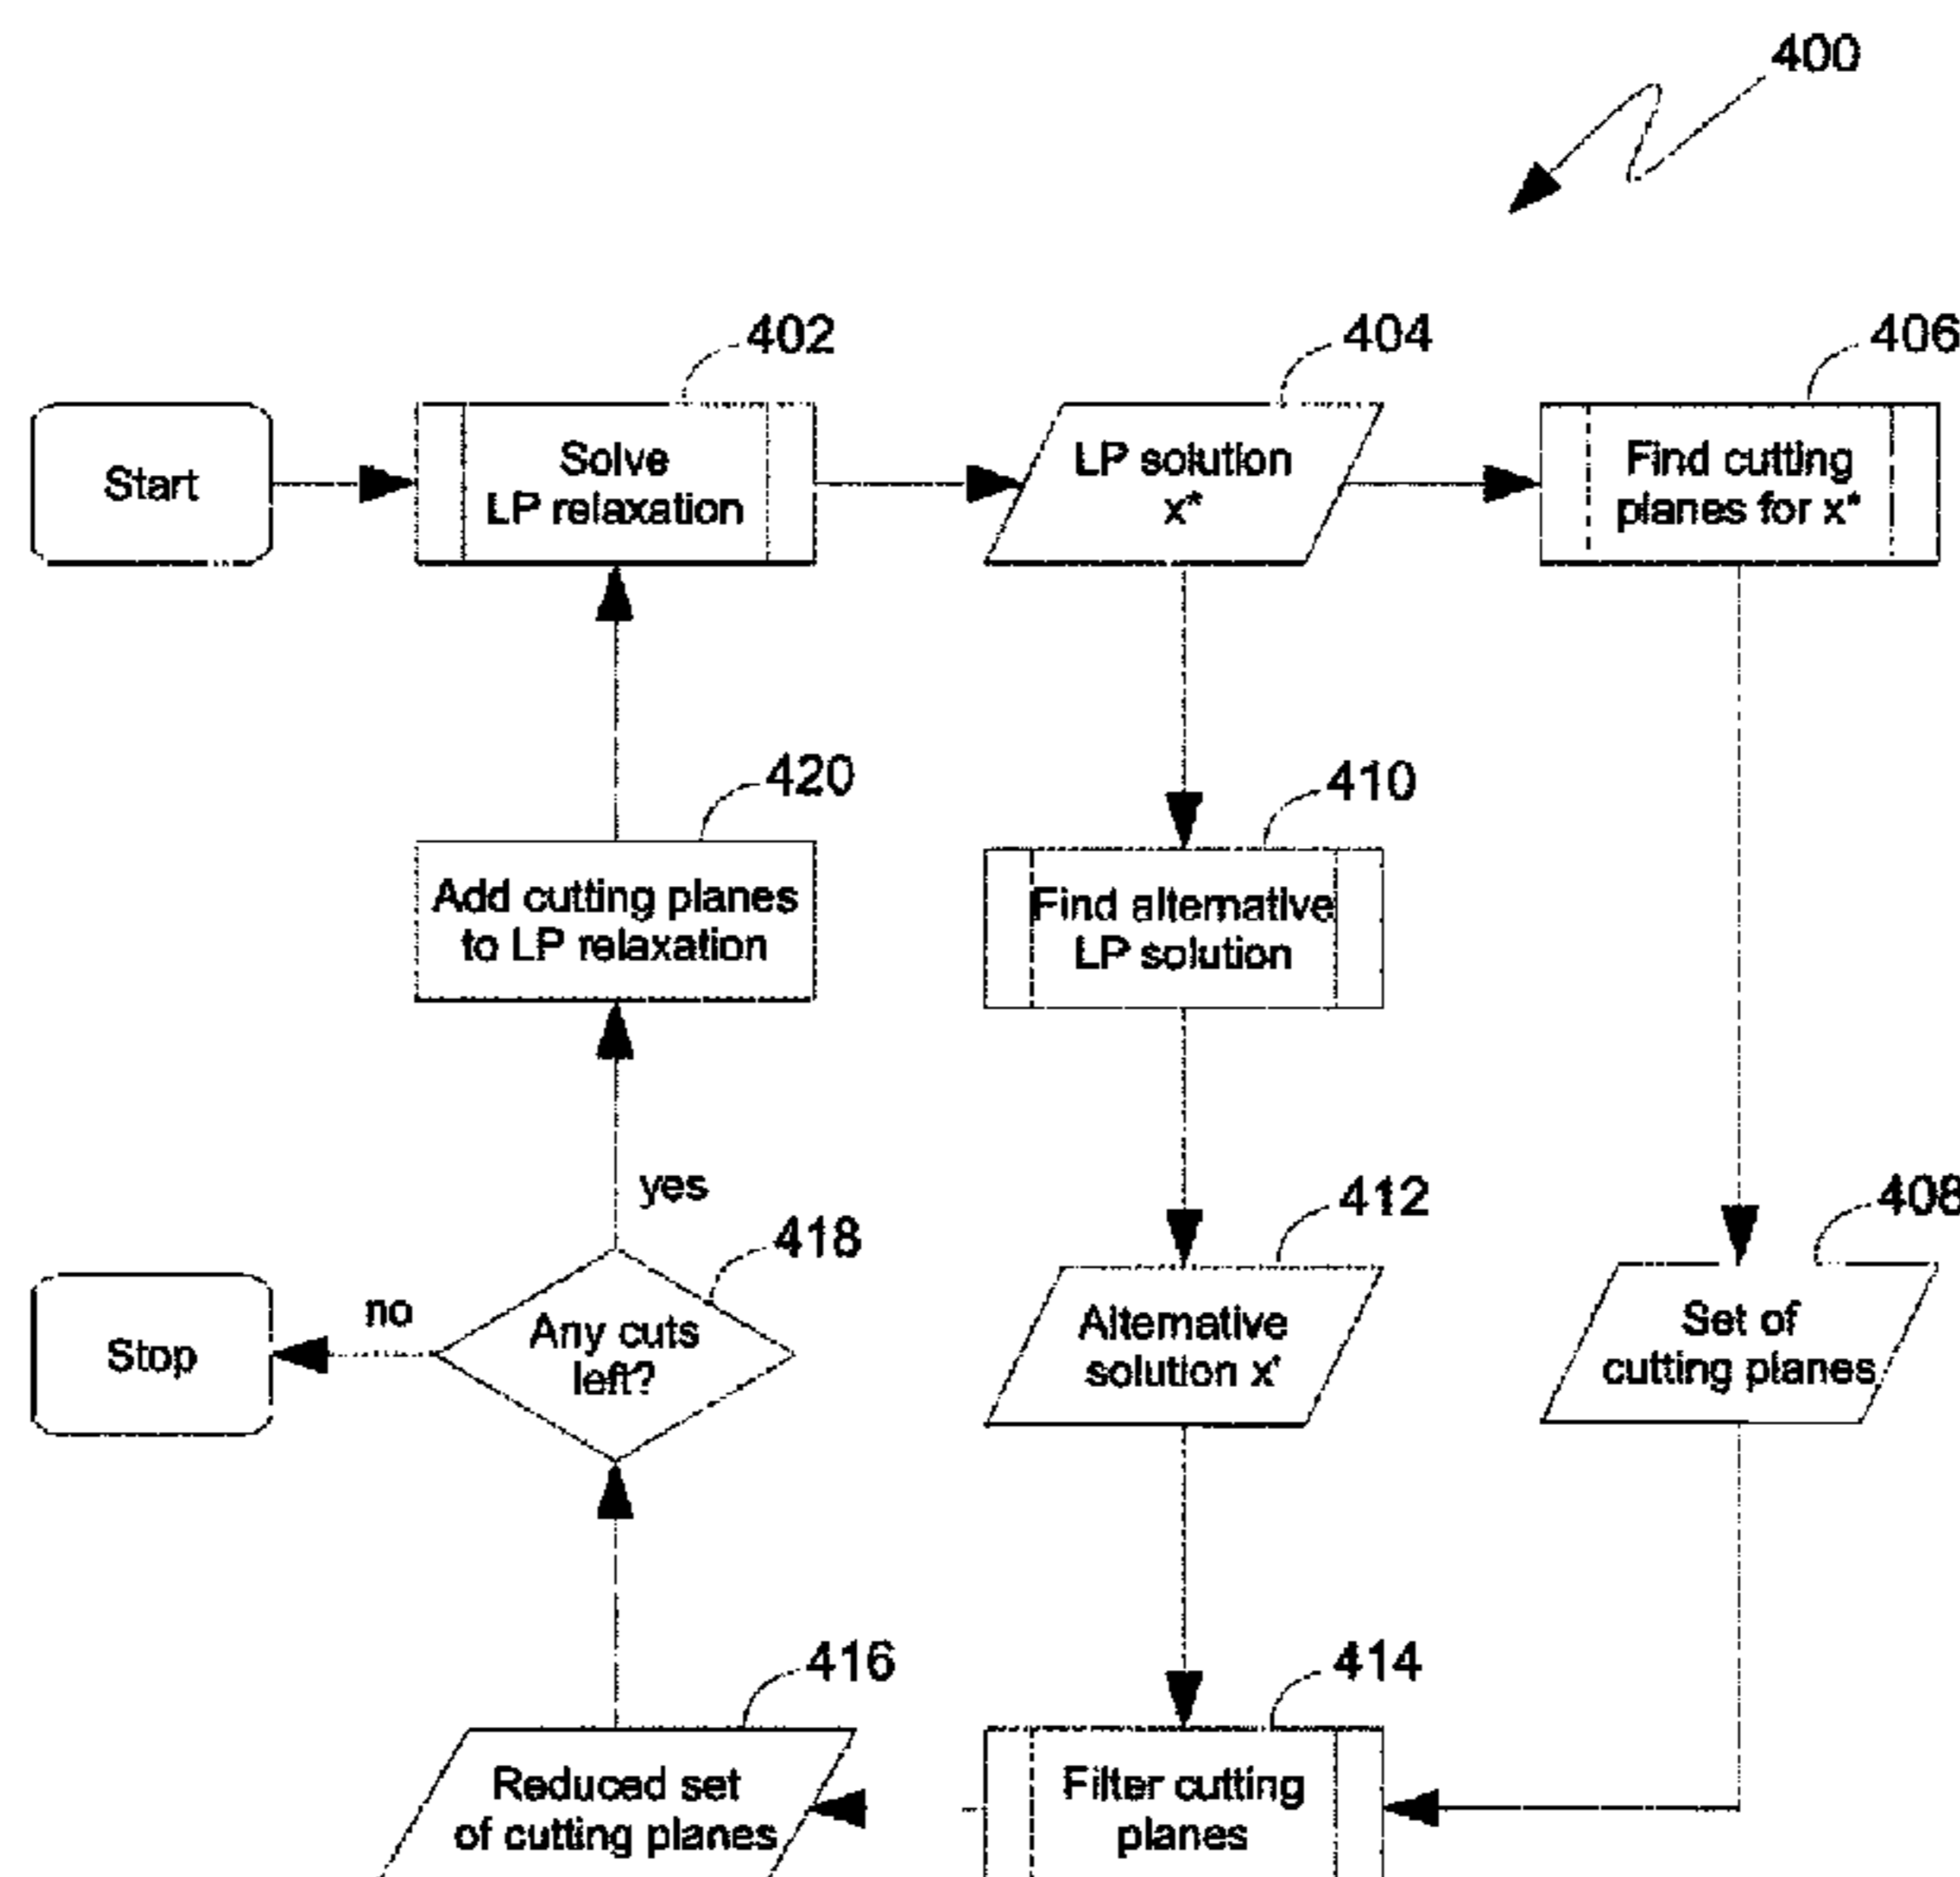 400
402
404
406
Start
Solve
LP relaxation
LP solution
x*
Find cutting
planes for x*
420
410
Add cutting planes
to LP relaxation
Find alternative
LP solution
yes
418
412
408
Stop
no
Any cuts
left?
Alternative
solution x'
Set of
cutting planes
416
414
Reduced set
of cutting planes
Filter cutting
planes